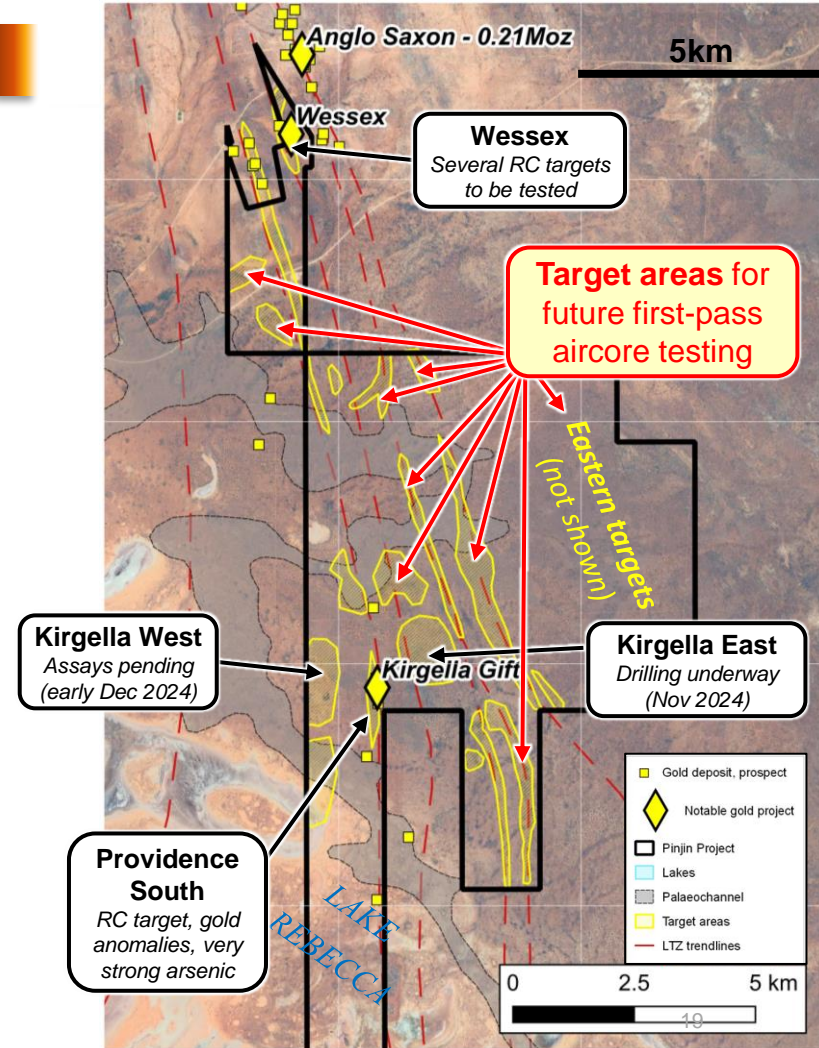 Anglo Saxon - 0.21Moz
5km
Wessex
Wessex
Several RC targets
to be tested
Target areas for
future first-pass
aircore testing
Eastern targets
(not shown)
Kirgella West
Assays pending
(early Dec 2024)
Kirgella Gift
Kirgella East
Drilling underway
(Nov 2024)
Providence
South
RC target, gold
anomalies, very
strong arsenic
LAKE
REBECCA
Gold deposit, prospect
Notable gold project
Pinjin Project
Lakes
Palaeochannel
Target areas
LTZ trendlines
0 2.5 5 km
19